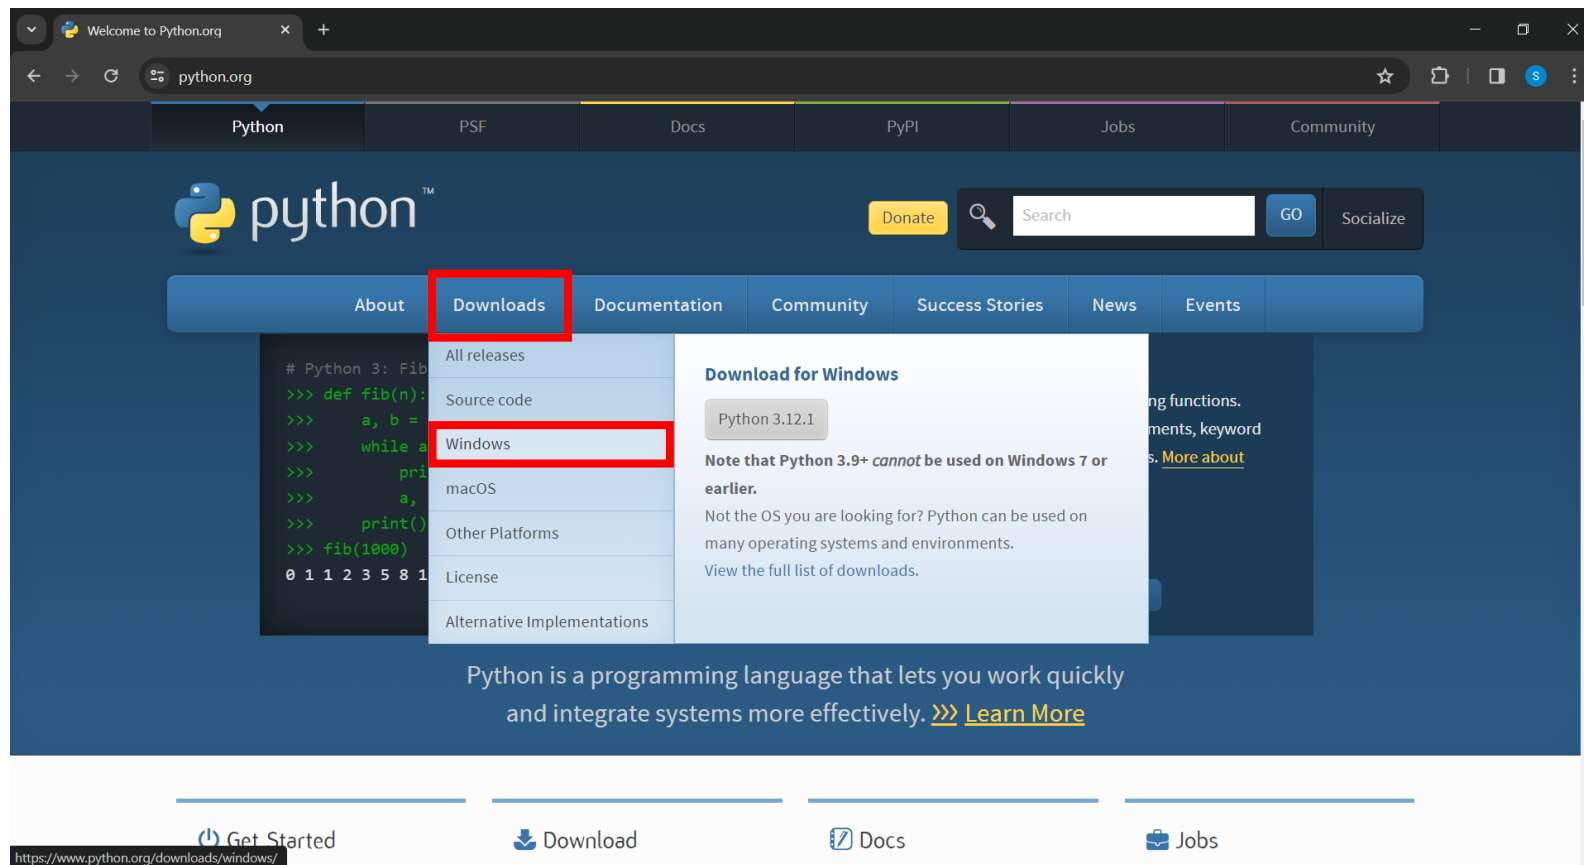 Welcome to Python.org
python.org
S
Python PSF Docs PyPI Jobs Community
python™
Donate Search GO Socialize
About Downloads Documentation Community Success Stories News Events
All releases
Source code
Windows
macOS
Other Platforms
License
Alternative Implementations
Download for Windows
Python 3.12.1
Note that Python 3.9+ cannot be used on Windows 7 or
earlier.
Not the OS you are looking for? Python can be used on
many operating systems and environments.
View the full list of downloads.
# Python 3: Fib
>>> def fib(n):
>>> a, b =
>>> while a
>>> pri
>>> a,
>>> print()
>>> fib(1000)
0 1 1 2 3 5 8 1
ng functions.
ments, keyword
s. More about
Python is a programming language that lets you work quickly
and integrate systems more effectively. >>> Learn More
Get Started Download Docs Jobs
https://www.python.org/downloads/windows/